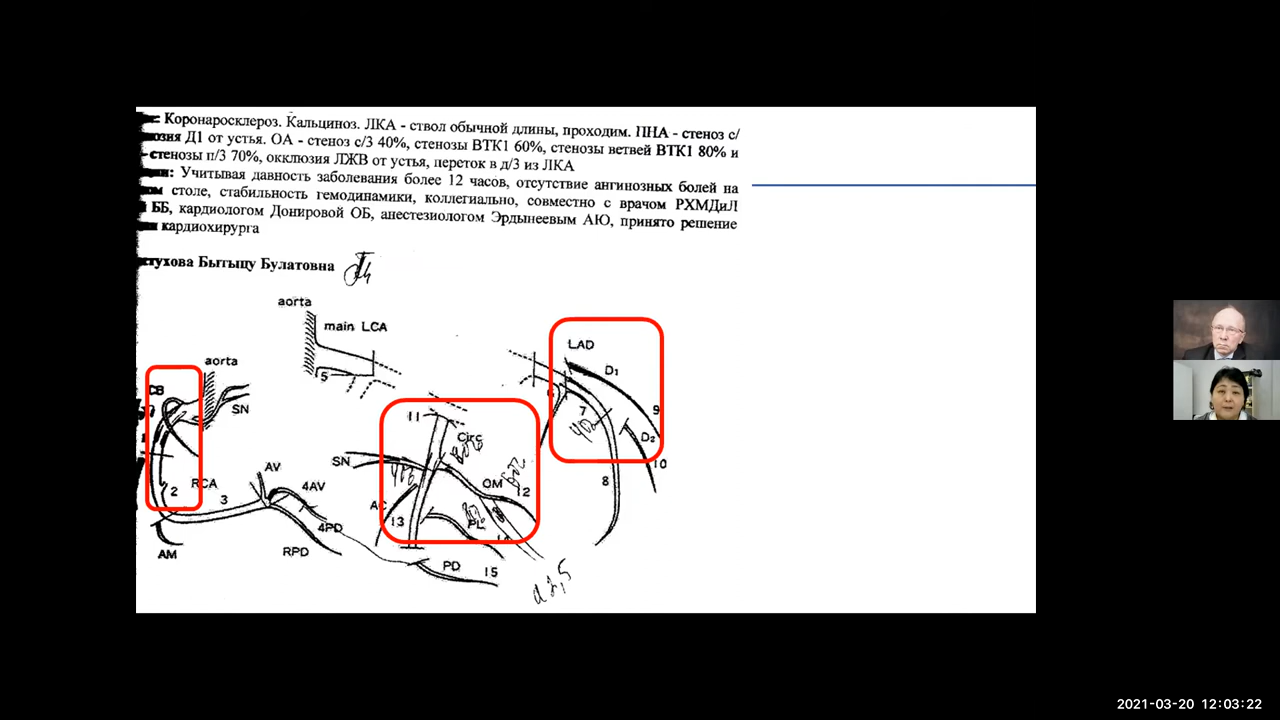 Коронаросклероз. Кальциноз. ЛКА - ствол обычной длины, проходим. ПНА - стеноз с/
Д1 от устья. ОА - стеноз с/3 40%, стенозы ВТК1 60%, стенозы ветвей ВТК1 80% и
стенозы п/3 70%, окклюзия ЛЖВ от устья, переток в д/3 из ЛКА
Учитывая давность заболевания более 12 часов, отсутствие ангинозных болей на
столе, стабильность гемодинамики, коллегиально, совместно с врачом РХМДиЛ
ББ, кардиологом Донировой ОБ, анестезиологом Эрдынеевым АЮ, принято решение
кардиохирурга
Бытыцу Булатовна
aorta
main LCA
5
aorta
CB
SN
RCA
2
3
AM
AV
4AV
4PD
RPD
11
Circ
SN
OM
12
AC
13
PL
PD
15
LAD
D1
6
7
9
D2
10
8
40
2021-03-20 12:03:22